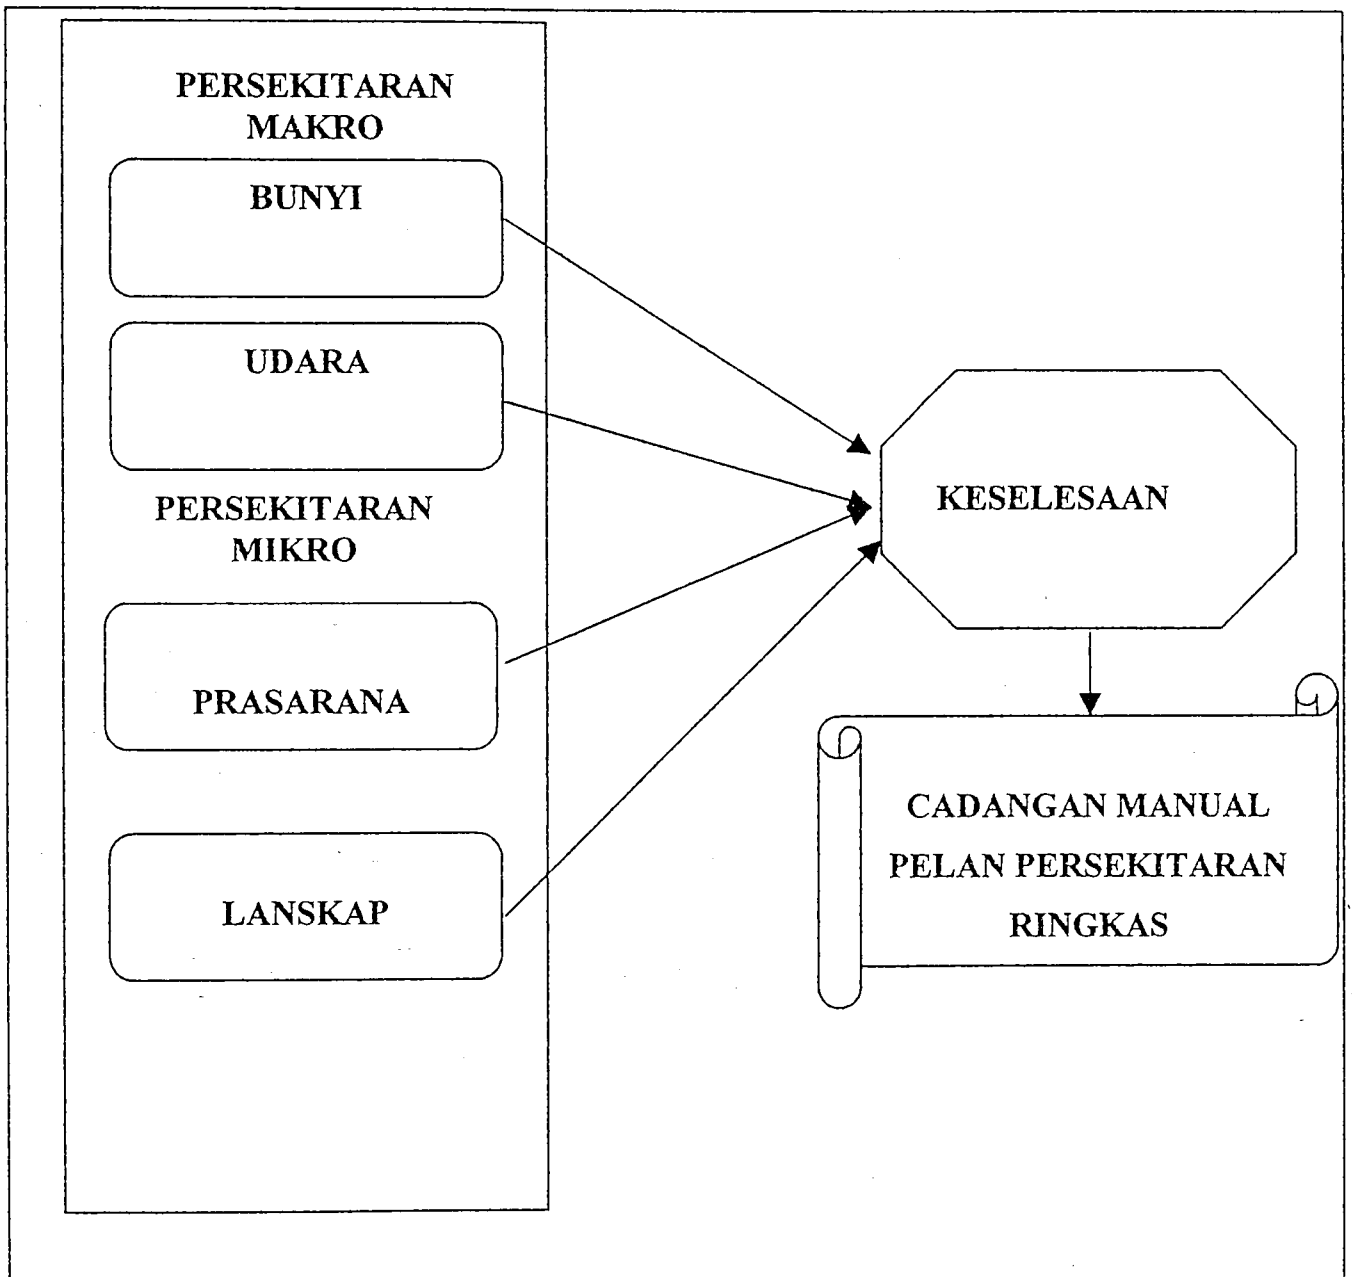 PERSEKITARAN
MAKRO
BUNYI
UDARA
PERSEKITARAN
MIKRO
PRASARANA
LANSKAP
KESELESAAN
CADANGAN MANUAL
PELAN PERSEKITARAN
RINGKAS